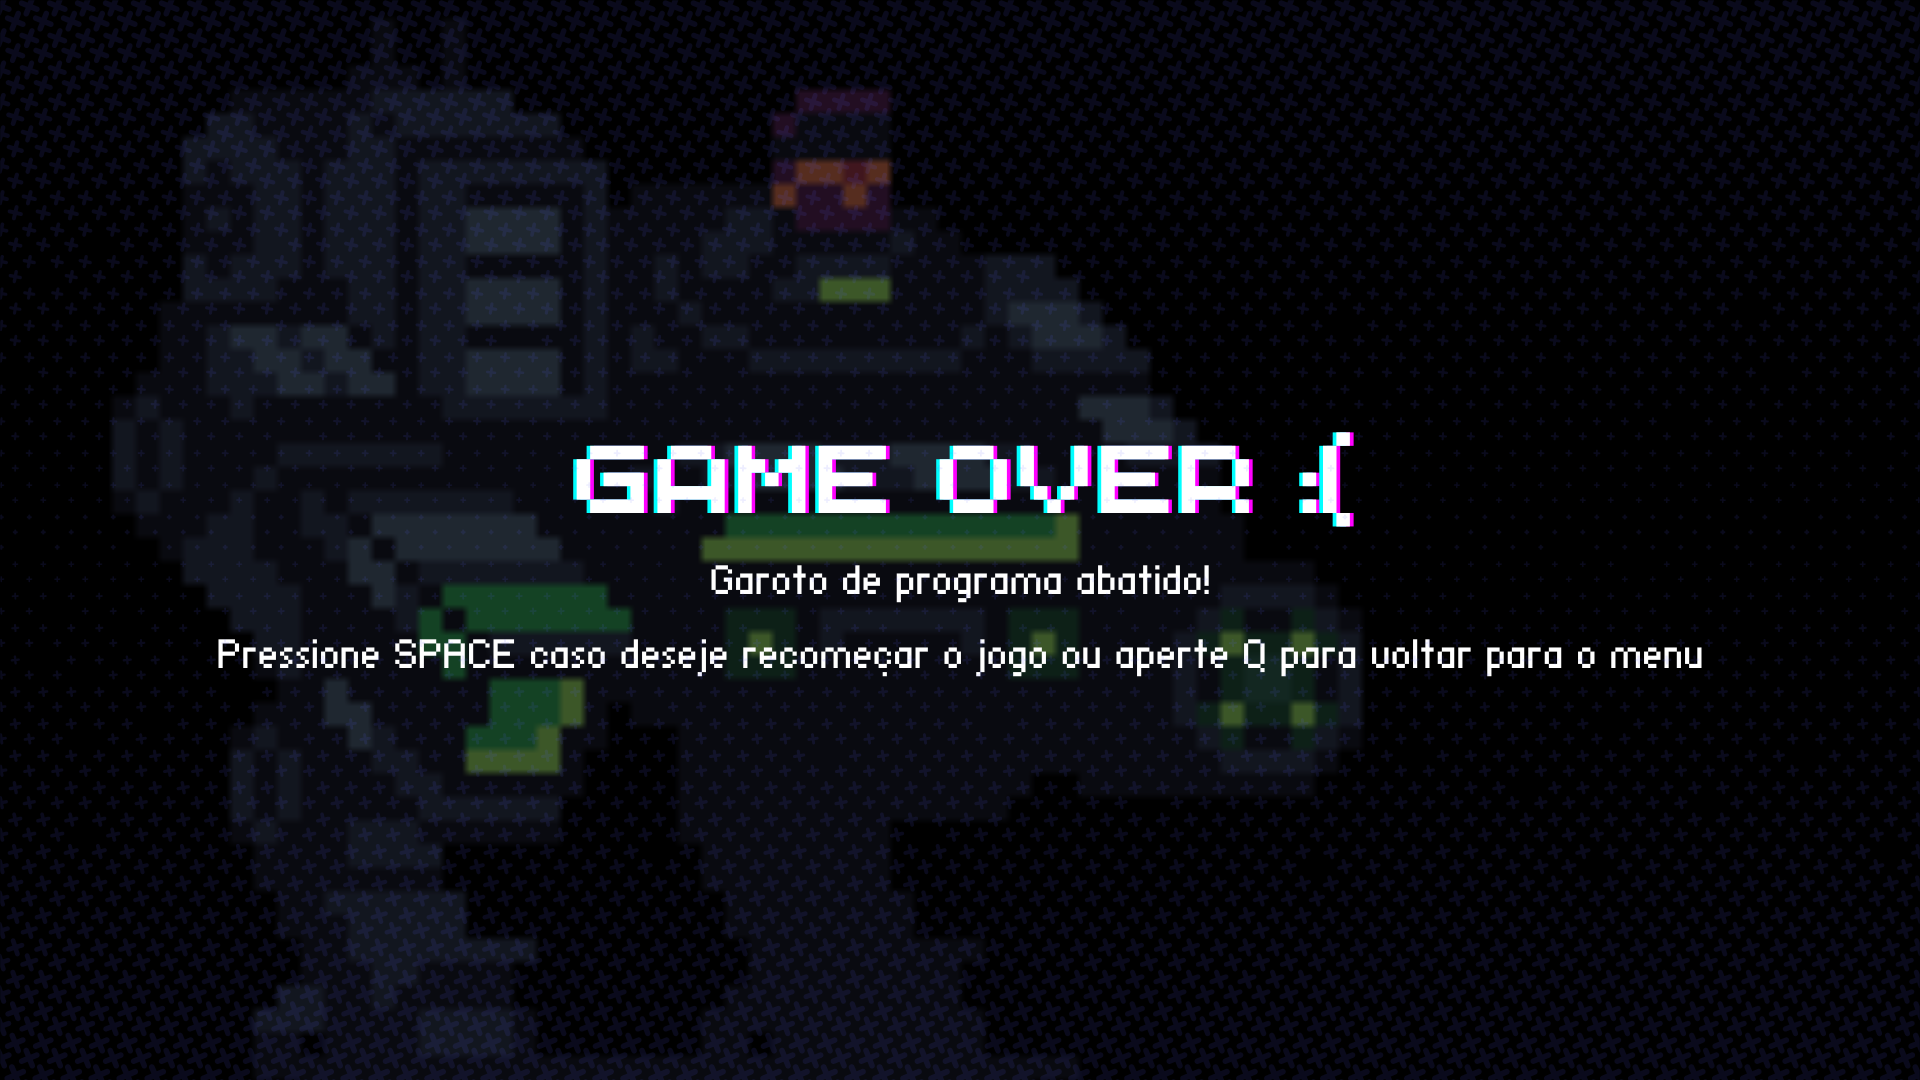 GAME OVER :(
Garoto de programa abatido!
Pressione SPACE caso deseje recomeçar o jogo ou aperte Q para voltar para o menu